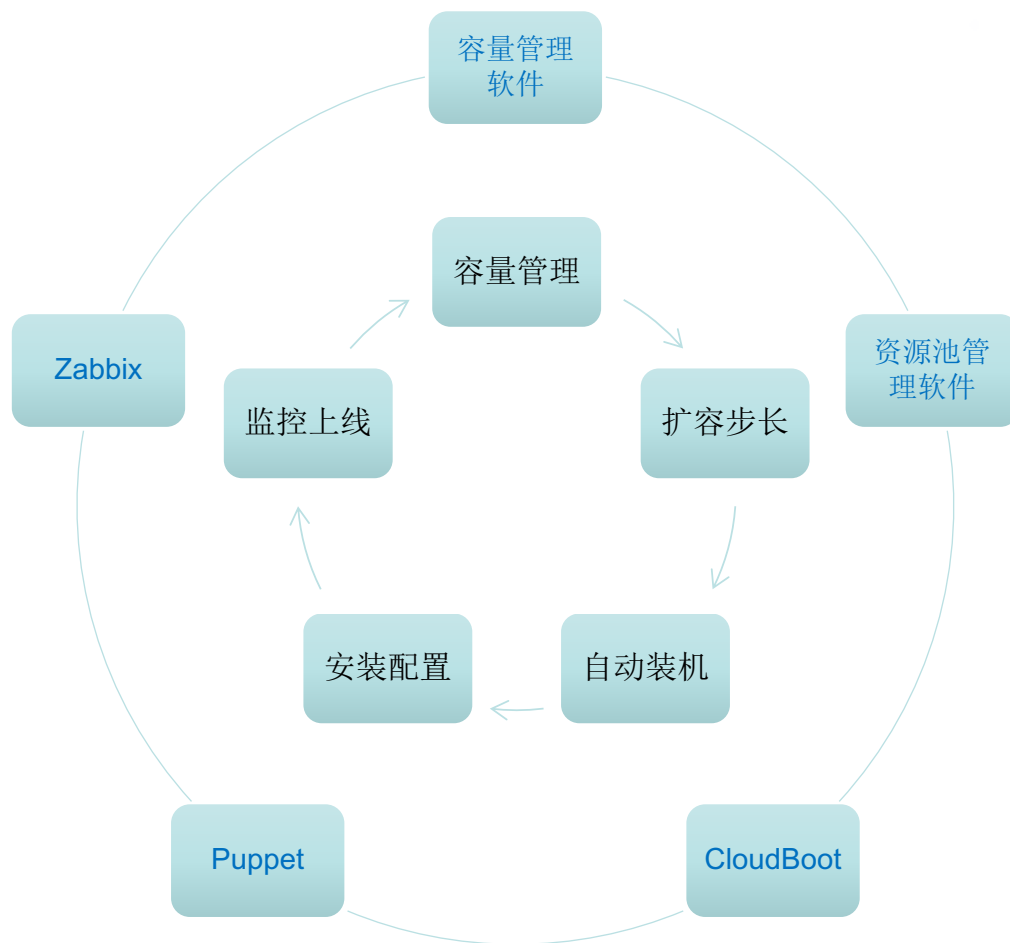 容量管理
软件
容量管理
Zabbix
资源池管
理软件
监控上线
扩容步长
安装配置
自动装机
Puppet
CloudBoot